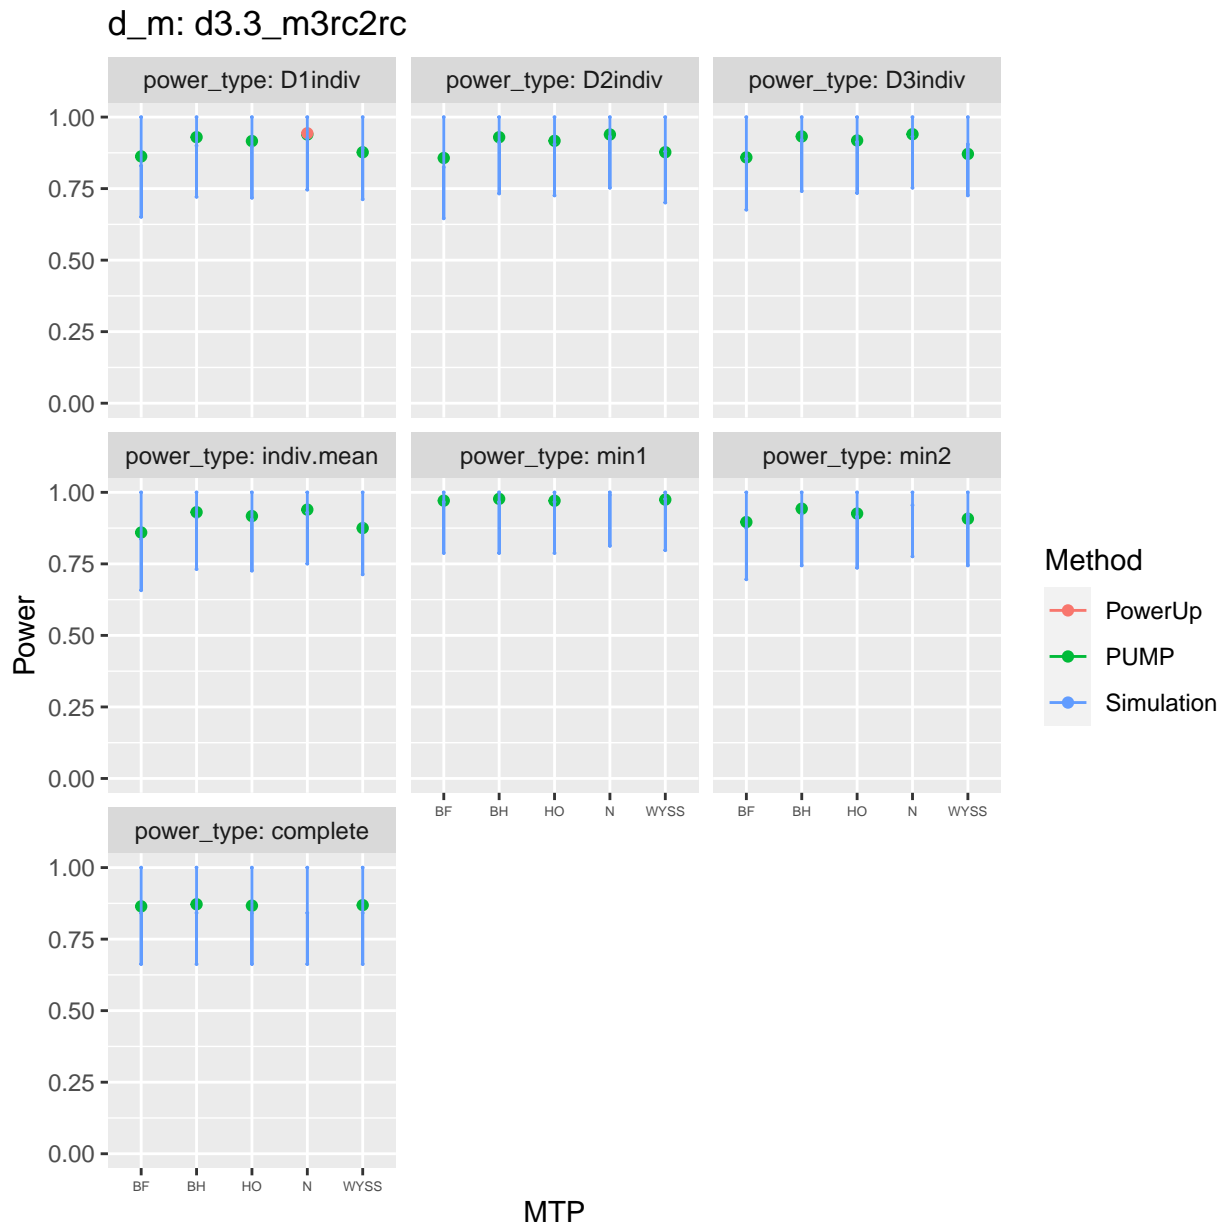 d_m: d3.3_m3rc2rc
power_type: D1indiv
power_type: D2indiv
power_type: D3indiv
1.00
0.75
0.50
0.25
0.00
power_type: indiv.mean
power_type: min1
power_type: min2
1.00
0.75
0.50
0.25
0.00
BF BH HO N WYSS
BF BH HO N WYSS
power_type: complete
1.00
0.75
0.50
0.25
0.00
BF BH HO N WYSS
Power
MTP
Method
PowerUp
PUMP
Simulation